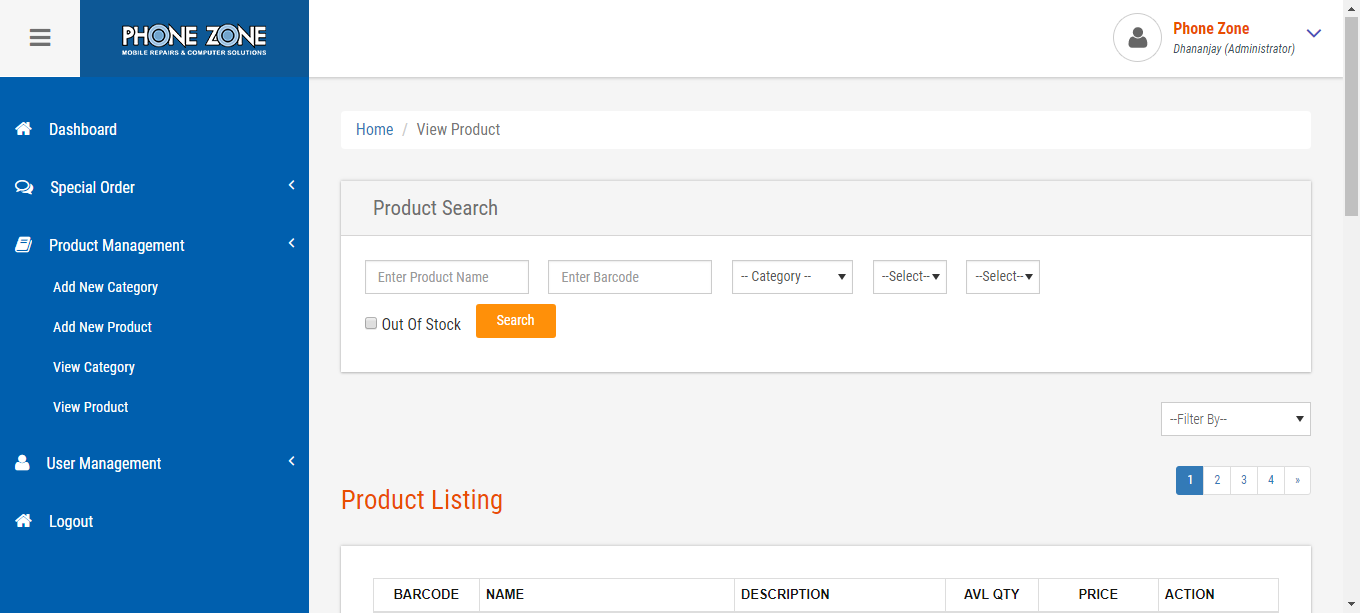 PHONE ZONE
MOBILE REPAIRS & COMPUTER SOLUTIONS
Phone Zone
Dhananjay (Administrator)
Dashboard
Special Order
Product Management
Add New Category
Add New Product
View Category
View Product
User Management
Logout
Home / View Product
Product Search
Enter Product Name Enter Barcode -- Category -- --Select-- --Select--
Out Of Stock Search
--Filter By--
1 2 3 4 »
Product Listing
BARCODE NAME DESCRIPTION AVL QTY PRICE ACTION